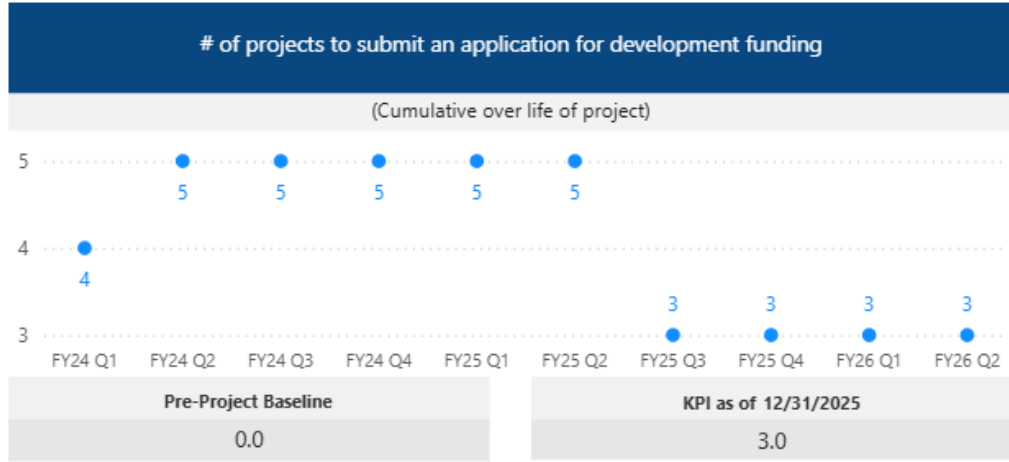 # of projects to submit an application for development funding
(Cumulative over life of project)
5
5 5 5 5 5
4
4
3 3 3 3
3
FY24 Q1 FY24 Q2 FY24 Q3 FY24 Q4 FY25 Q1 FY25 Q2 FY25 Q3 FY25 Q4 FY26 Q1 FY26 Q2
Pre-Project Baseline KPI as of 12/31/2025
0.0 3.0